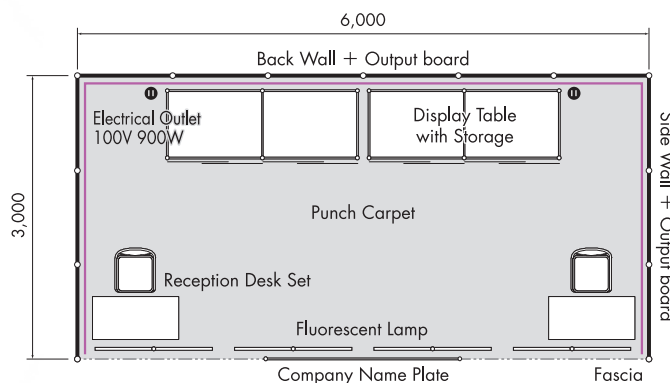 6,000
Back Wall + Output board
3,000
Electrical Outlet
100V 900W
Display Table
with Storage
Side Wall + Output board
Punch Carpet
Reception Desk Set
Fluorescent Lamp
Company Name Plate
Fascia